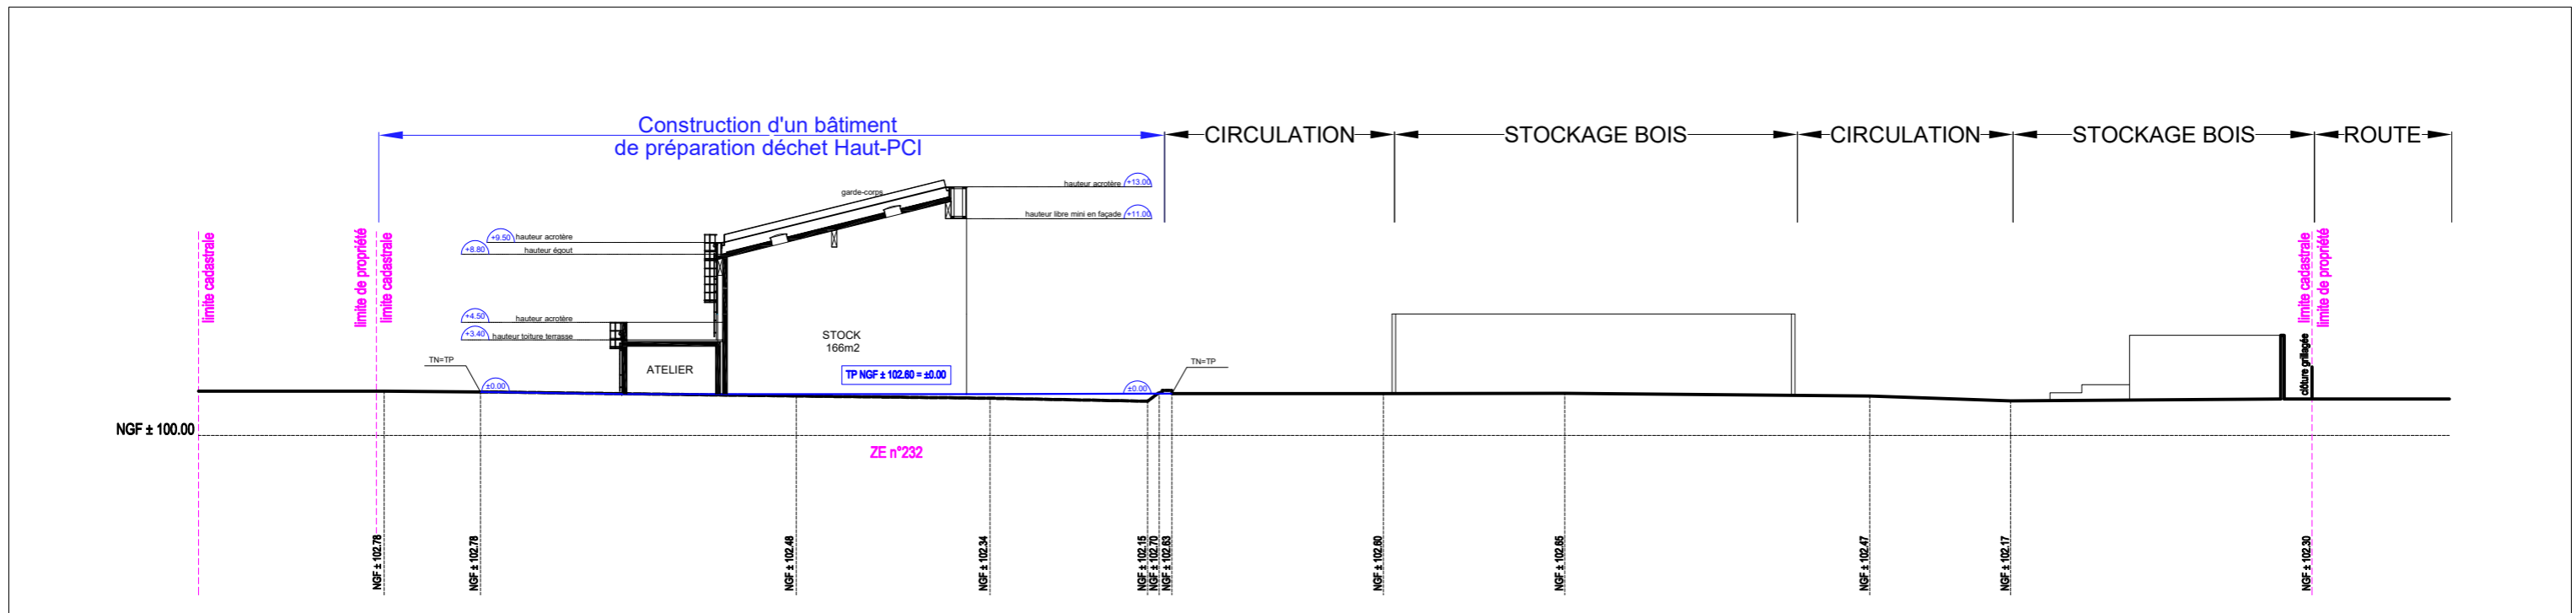 Construction d'un bâtiment
de préparation déchet Haut-PCI
CIRCULATION
STOCKAGE BOIS
CIRCULATION
STOCKAGE BOIS
ROUTE
garde-corps
hauteur acrotère +13.00
hauteur libre mini en façade +11.00
+9.50 hauteur acrotère
+8.80 hauteur égout
+4.50 hauteur acrotère
+3.40 hauteur toiture terrasse
limite cadastrale
limite de propriété
limite cadastrale
limite cadastrale
limite de propriété
clôture grillagée
STOCK
166m2
ATELIER
TN=TP
TN=TP
±0.00
TP NGF ± 102.60 = ±0.00
±0.00
NGF ± 100.00
ZE n°232
NGF ± 102.78
NGF ± 102.78
NGF ± 102.48
NGF ± 102.34
NGF ± 102.15
NGF ± 102.70
NGF ± 102.63
NGF ± 102.60
NGF ± 102.65
NGF ± 102.47
NGF ± 102.17
NGF ± 102.30